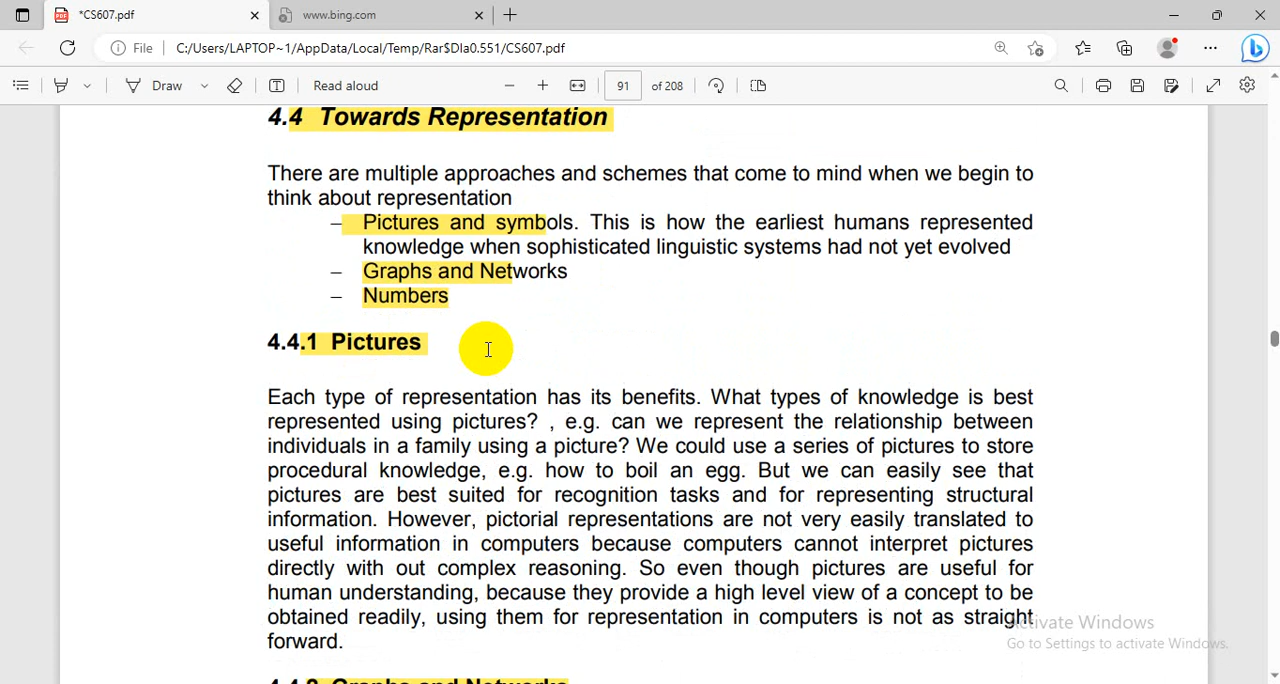 *CS607.pdf
www.bing.com
File C:/Users/LAPTOP~1/AppData/Local/Temp/Rar$DIa0.551/CS607.pdf
Draw Read aloud 91 of 208
4.4 Towards Representation
There are multiple approaches and schemes that come to mind when we begin to
think about representation
– Pictures and symbols. This is how the earliest humans represented
knowledge when sophisticated linguistic systems had not yet evolved
– Graphs and Networks
– Numbers
4.4.1 Pictures
Each type of representation has its benefits. What types of knowledge is best
represented using pictures? , e.g. can we represent the relationship between
individuals in a family using a picture? We could use a series of pictures to store
procedural knowledge, e.g. how to boil an egg. But we can easily see that
pictures are best suited for recognition tasks and for representing structural
information. However, pictorial representations are not very easily translated to
useful information in computers because computers cannot interpret pictures
directly with out complex reasoning. So even though pictures are useful for
human understanding, because they provide a high level view of a concept to be
obtained readily, using them for representation in computers is not as straight
forward.
Activate Windows
Go to Settings to activate Windows.
4.4.2 Graphs and Networks